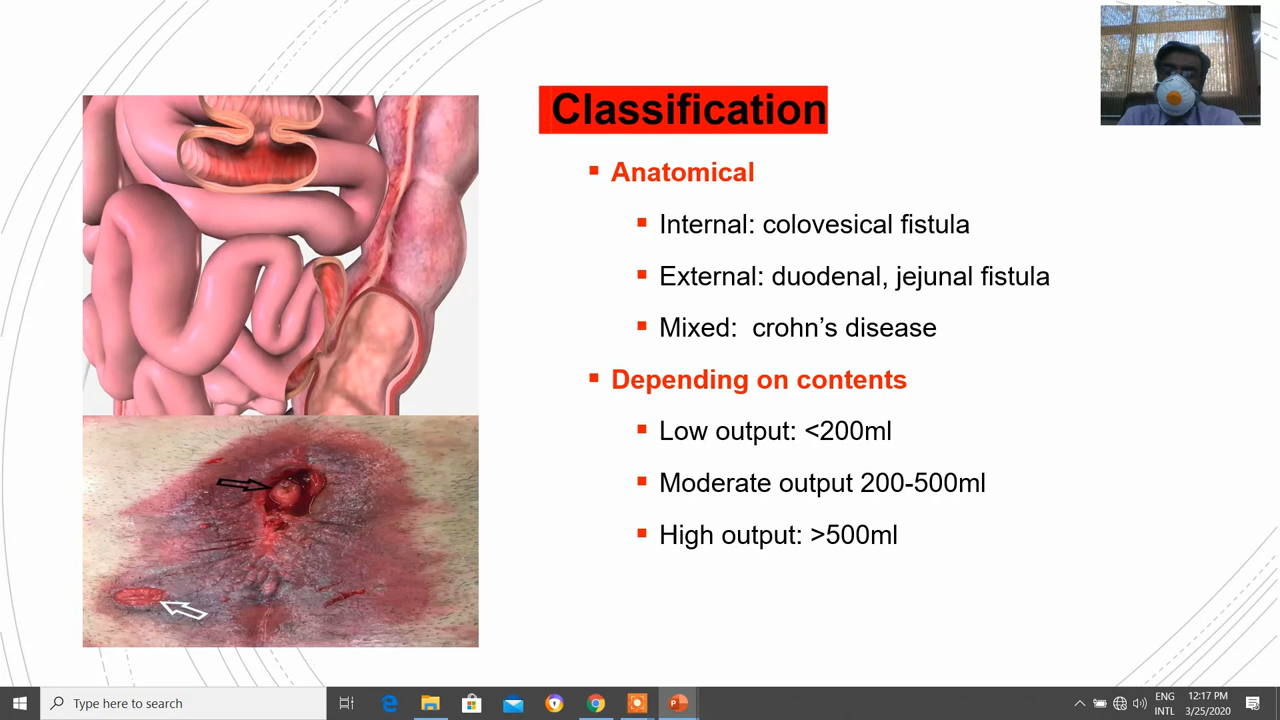 Classification
Anatomical
Internal: colovesical fistula
External: duodenal, jejunal fistula
Mixed:  crohn’s disease
Depending on contents
Low output: <200ml
Moderate output 200-500ml
High output: >500ml
Type here to search
ENG
INTL
12:17 PM
3/25/2020